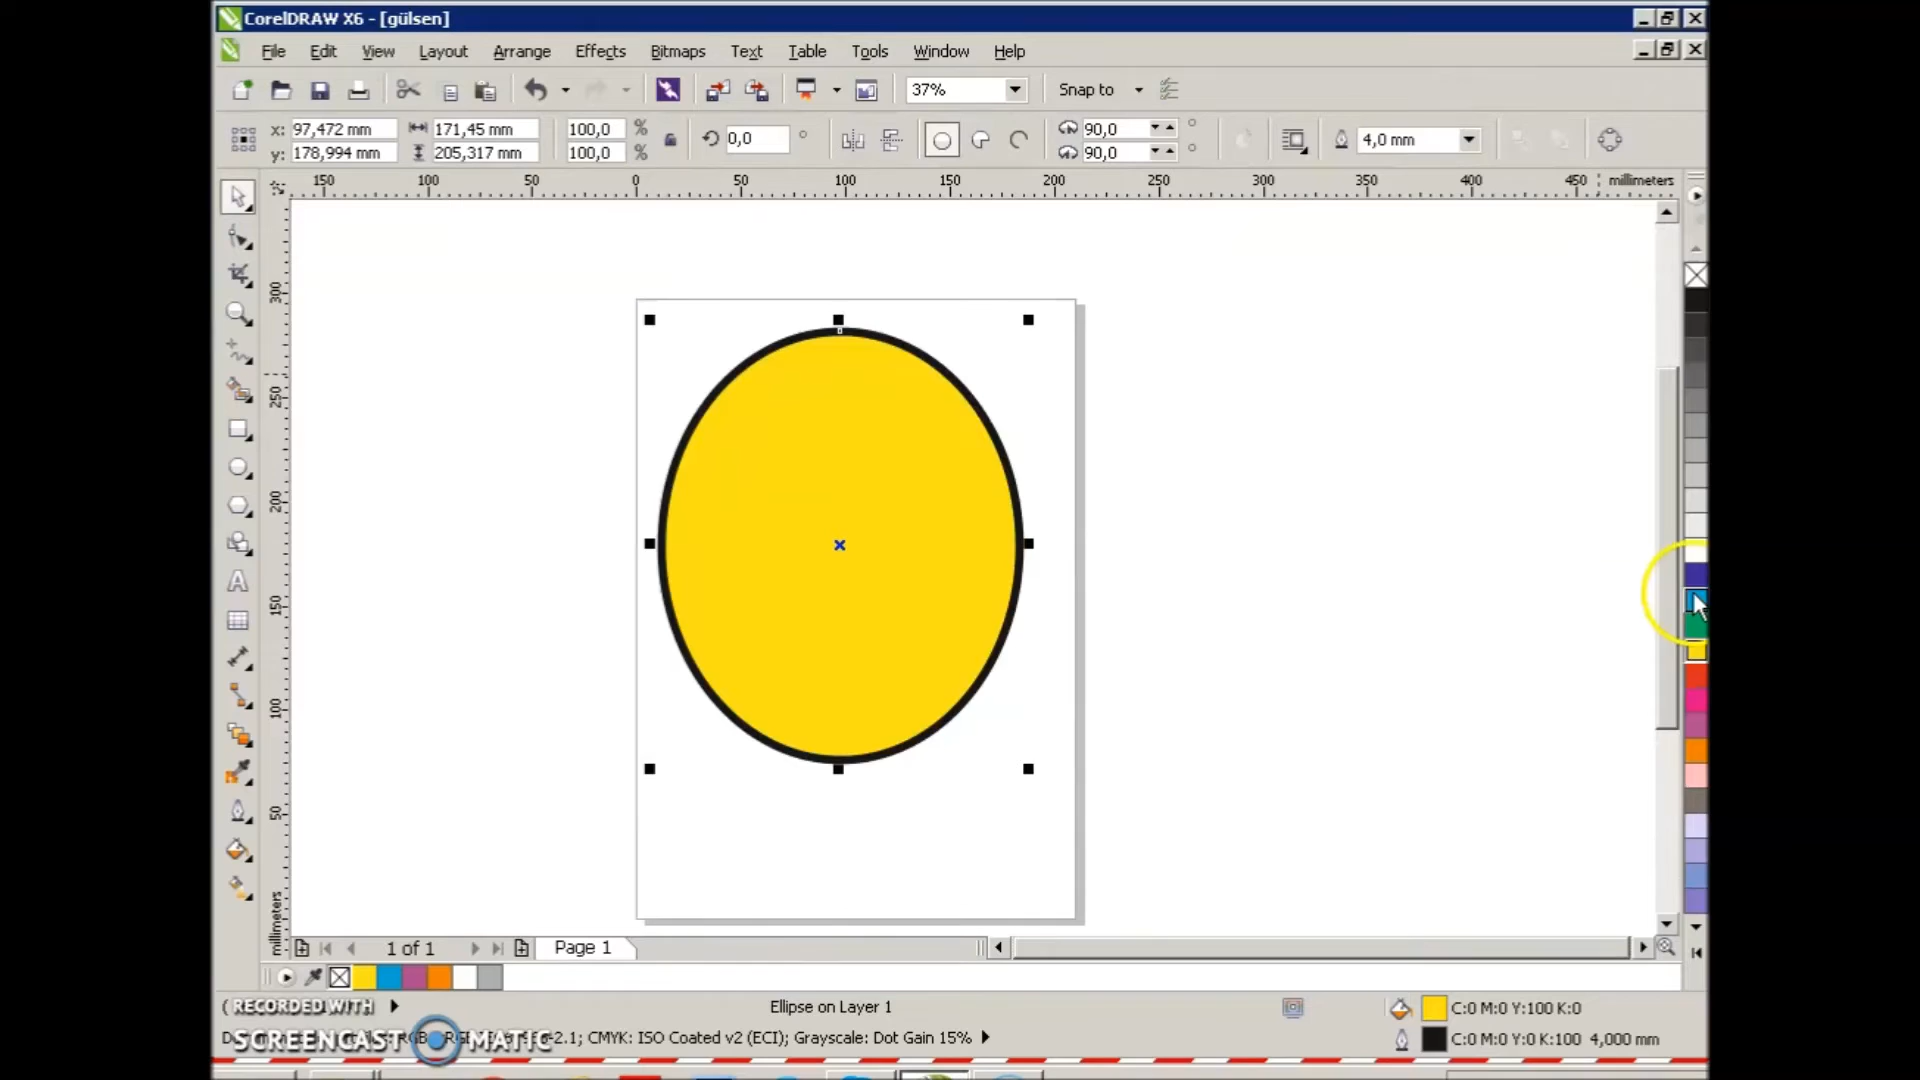 CorelDRAW X6 - [gülsen]
File Edit View Layout Arrange Effects Bitmaps Text Table Tools Window Help
37% Snap to
x: 97,472 mm 171,45 mm 100,0 % 0,0 ° 90,0 ° 4,0 mm
y: 178,994 mm 205,317 mm 100,0 % 90,0 °
150 100 50 0 50 100 150 200 250 300 350 400 450 millimeters
300
250
200
150
100
50
millimeters
1 of 1 Page 1
RECORDED WITH Ellipse on Layer 1 C:0 M:0 Y:100 K:0
SCREENCAST MATIC -2.1; CMYK: ISO Coated v2 (ECI); Grayscale: Dot Gain 15% C:0 M:0 Y:0 K:100 4,000 mm